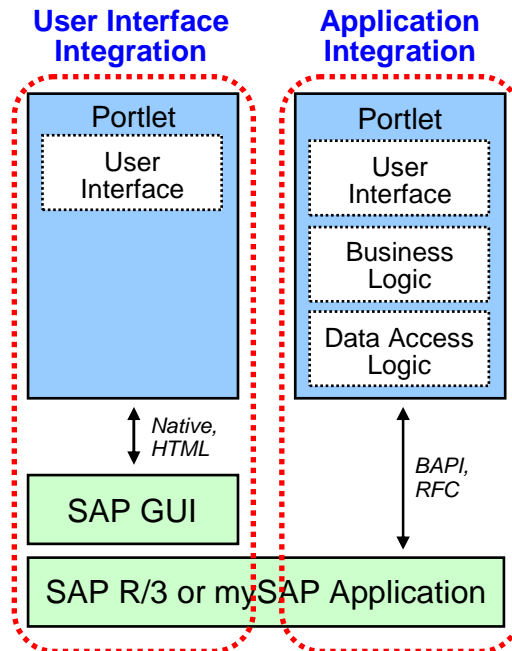 User Interface
Integration
Portlet
User
Interface
Native,
HTML
SAP GUI
Application
Integration
Portlet
User
Interface
Business
Logic
Data Access
Logic
BAPI,
RFC
SAP R/3 or mySAP Application